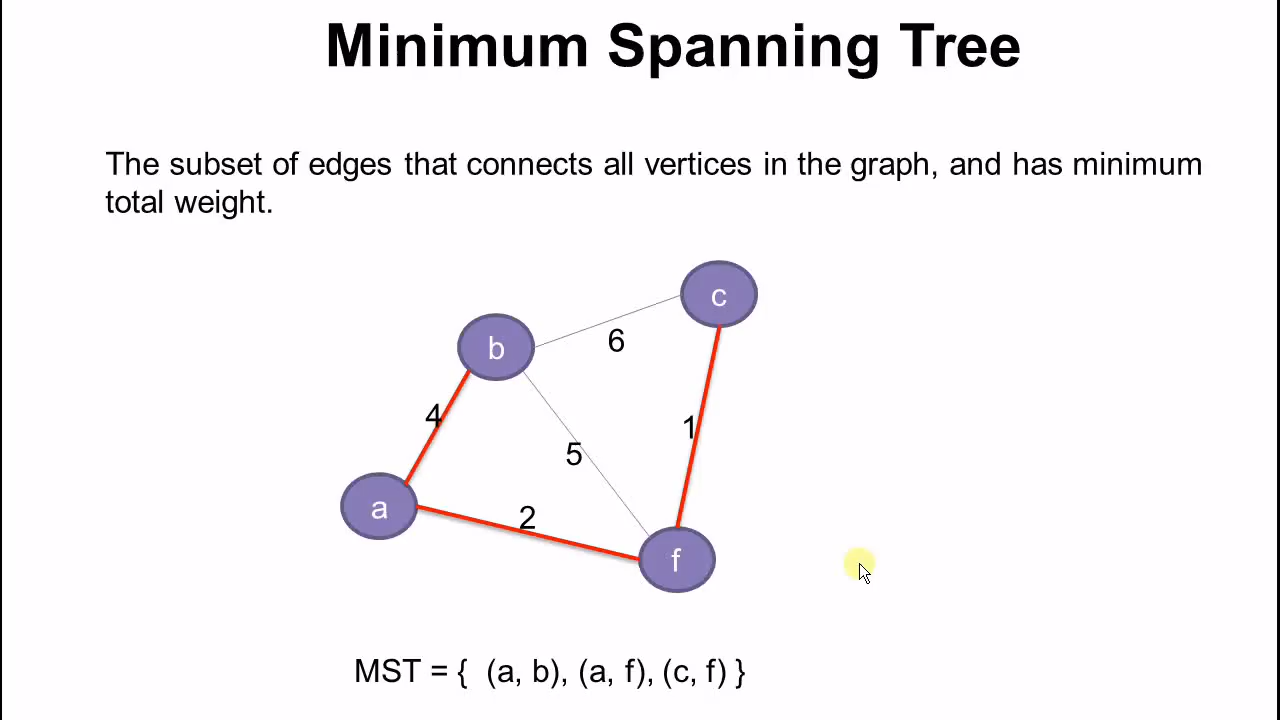 Minimum Spanning Tree
The subset of edges that connects all vertices in the graph, and has minimum
total weight.
c
6
b
4
1
5
a
2
f
MST = { (a, b), (a, f), (c, f) }